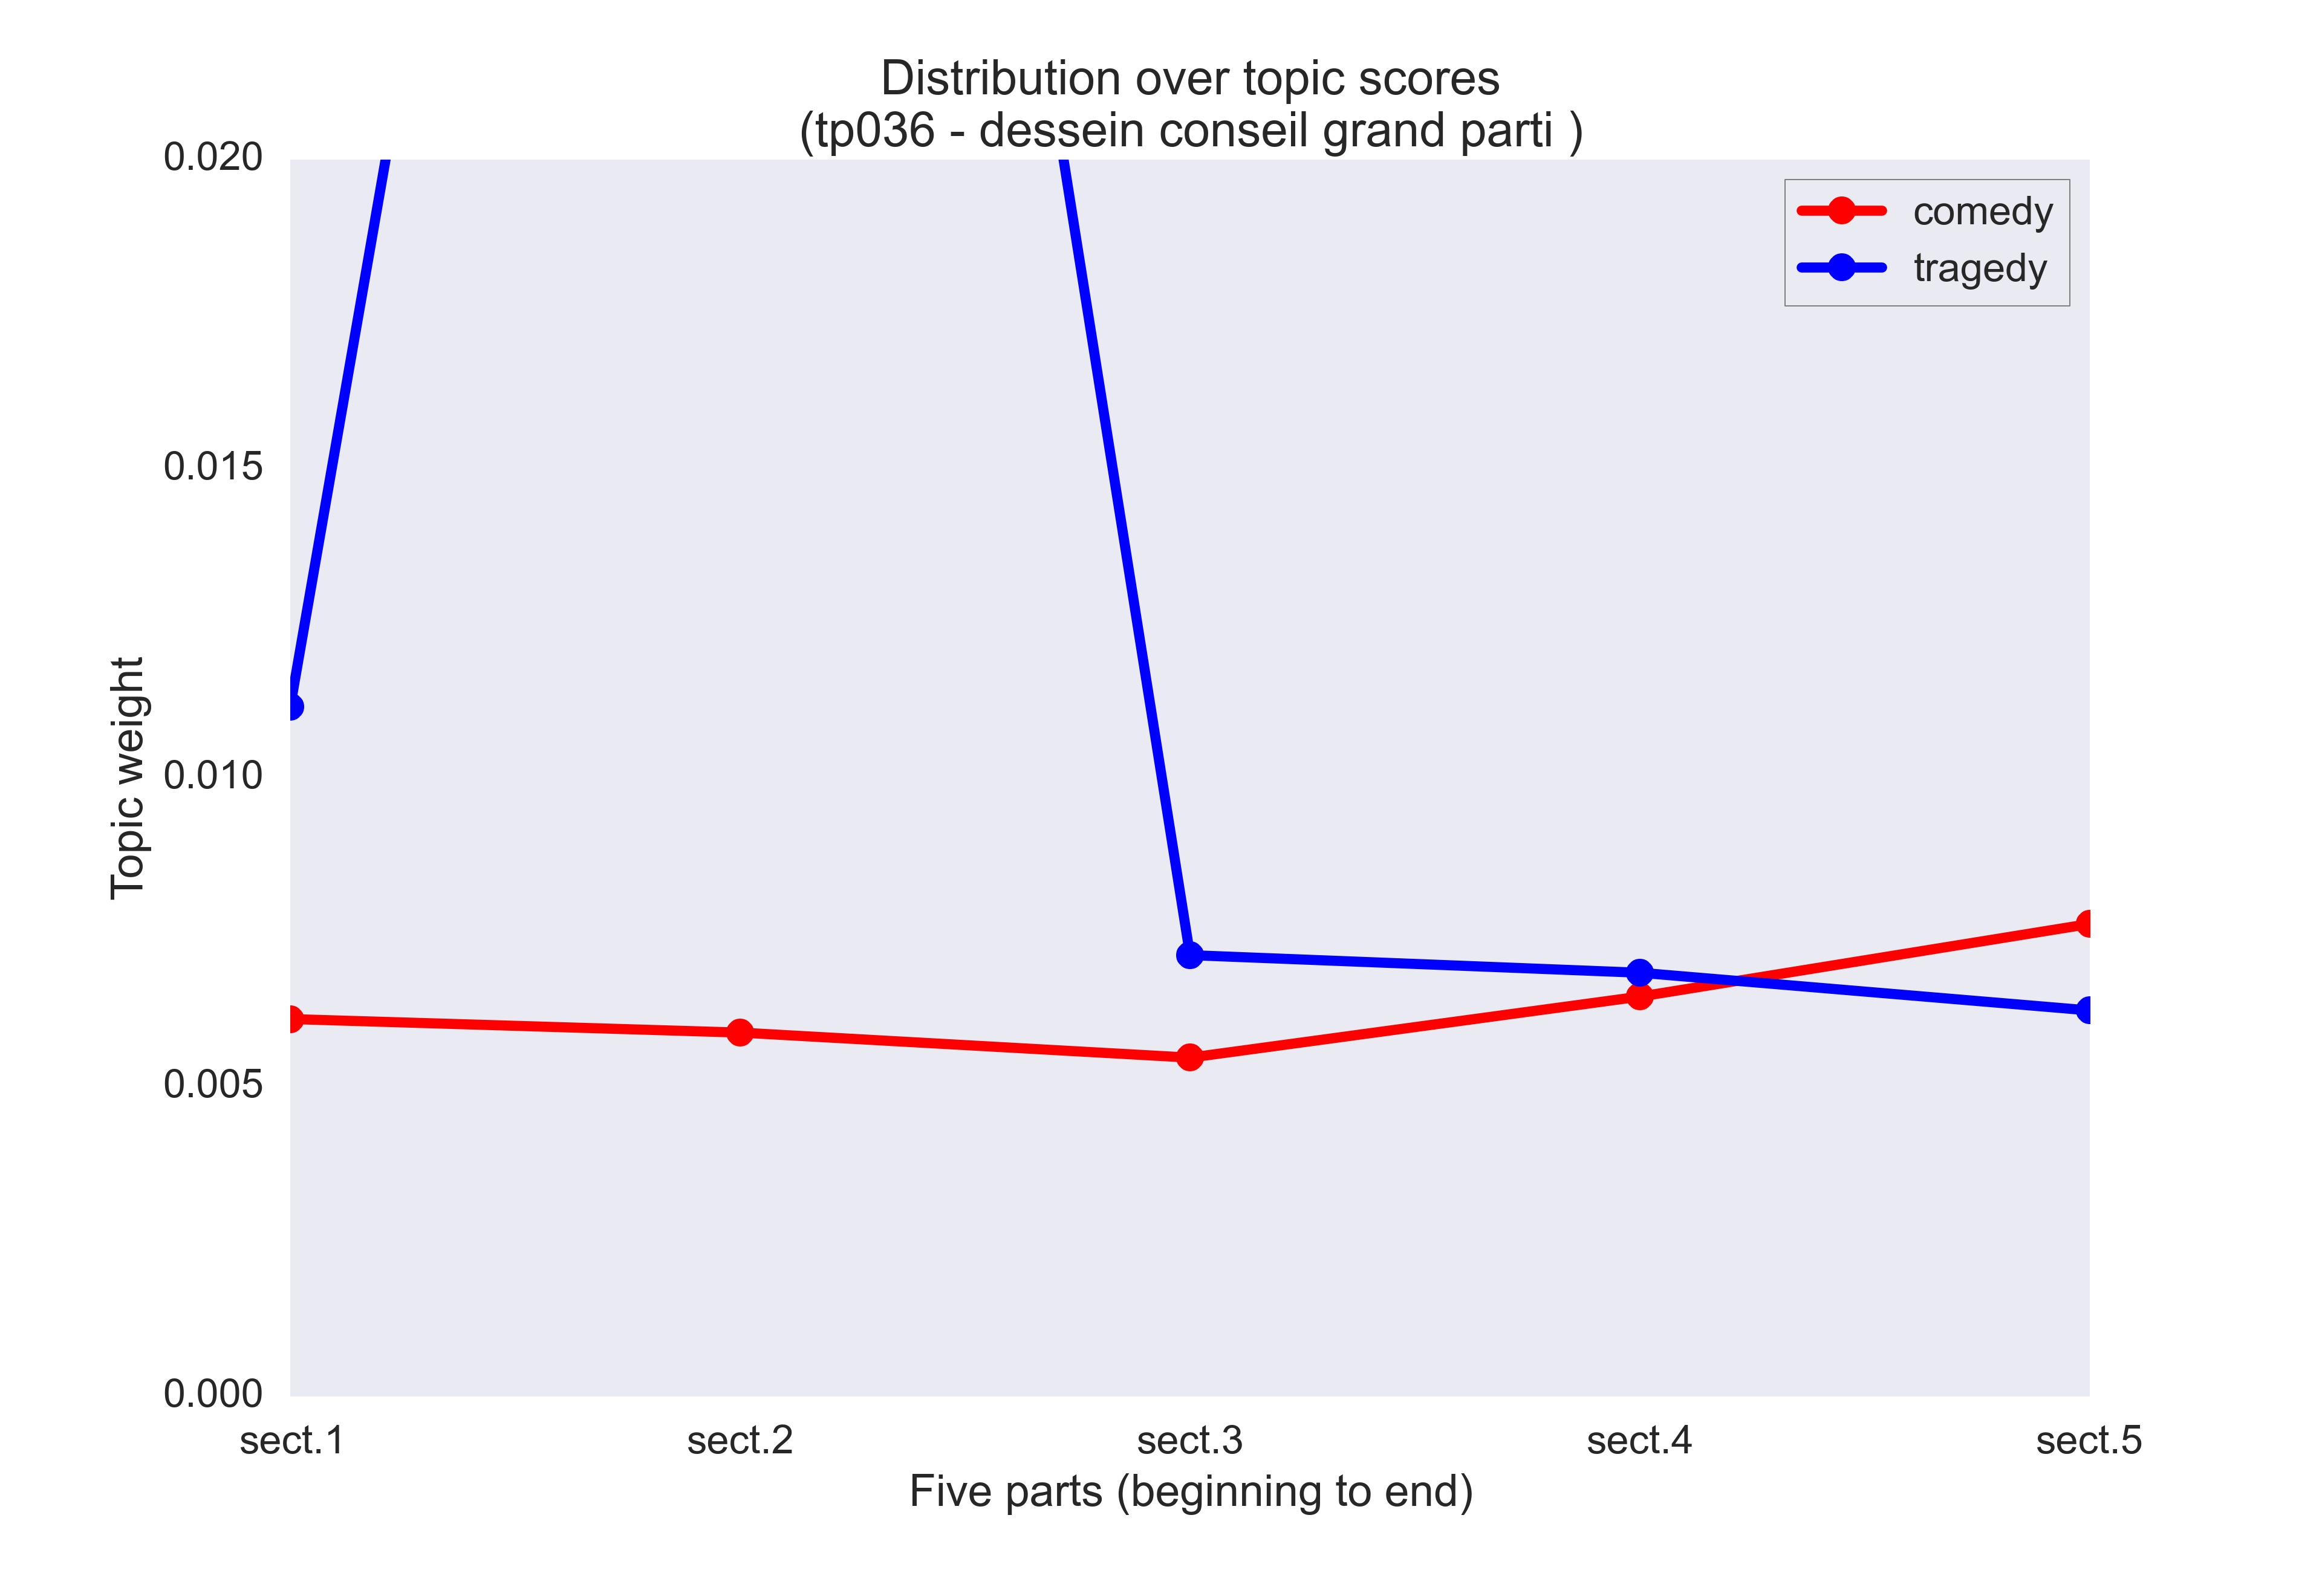 Distribution over topic scores
(tp036 - dessein conseil grand parti )
0.020
0.015
0.010
0.005
0.000
Topic weight
comedy
tragedy
sect.1 sect.2 sect.3 sect.4 sect.5
Five parts (beginning to end)